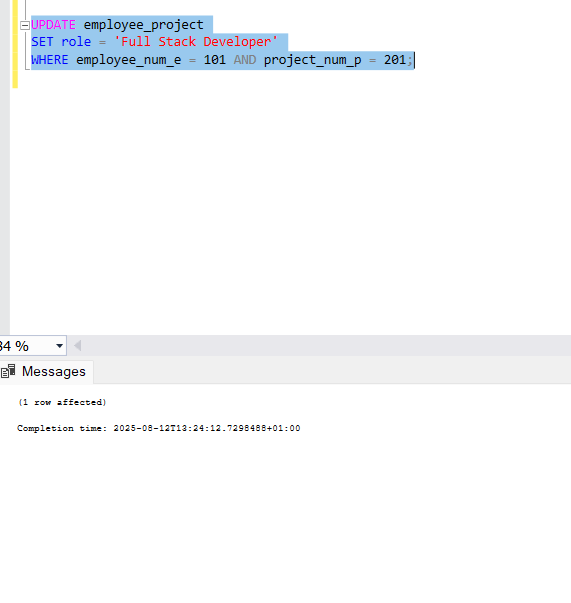 UPDATE employee_project
SET role = 'Full Stack Developer'
WHERE employee_num_e = 101 AND project_num_p = 201;
34 %
Messages
(1 row affected)
Completion time: 2025-08-12T13:24:12.7298488+01:00